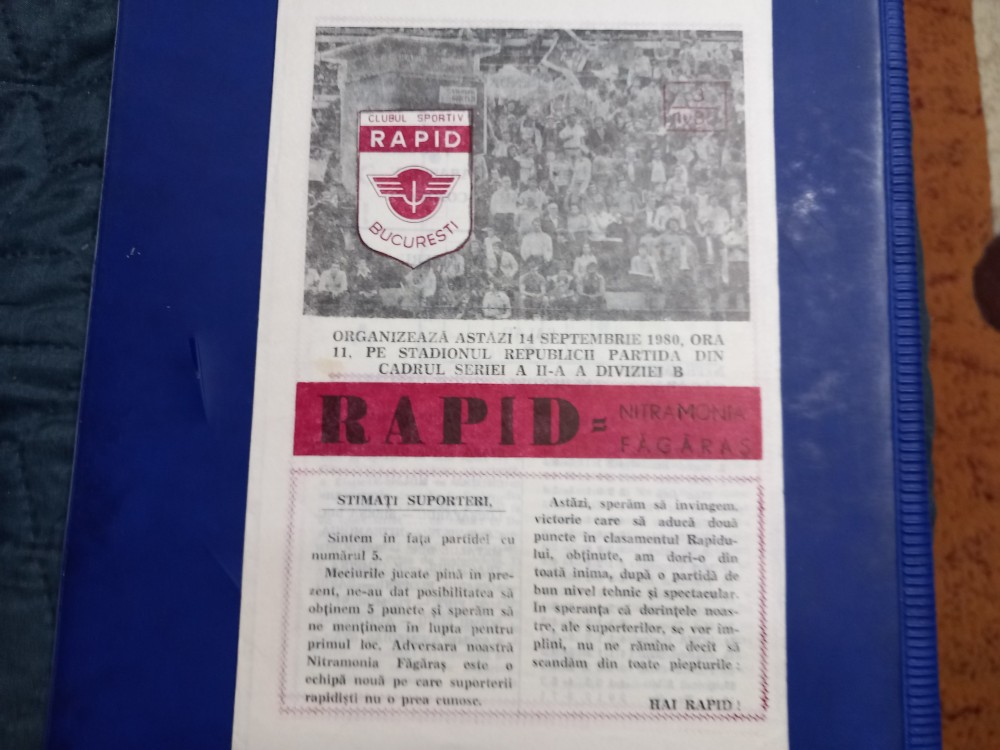 CLUBUL SPORTIV
RAPID
BUCURESTI
ORGANIZEAZĂ ASTĂZI 14 SEPTEMBRIE 1980, ORA
11, PE STADIONUL REPUBLICII PARTIDA DIN
CADRUL SERIEI A II-A A DIVIZIEI B
RAPID - NITRAMONIA
FĂGĂRAȘ
STIMAȚI SUPORTERI,
Sîntem în fața partidei cu
numărul 5.
Meciurile jucate pînă în pre-
zent, ne-au dat posibilitatea să
obținem 5 puncte și sperăm să
ne menținem în lupta pentru
primul loc. Adversara noastră
Nitramonia Făgăraș este o
echipă nouă pe care suporterii
rapidiști nu o prea cunosc.
Astăzi, sperăm să învingem,
victorie care să aducă două
puncte în clasamentul Rapidu-
lui, obținute, am dori-o din
toată inima, după o partidă de
bun nivel tehnic și spectacular.
In speranța că dorințele noas-
tre, ale suporterilor, se vor îm-
plini, nu ne rămîne decît să
scandăm din toate piepturile :
HAI RAPID !